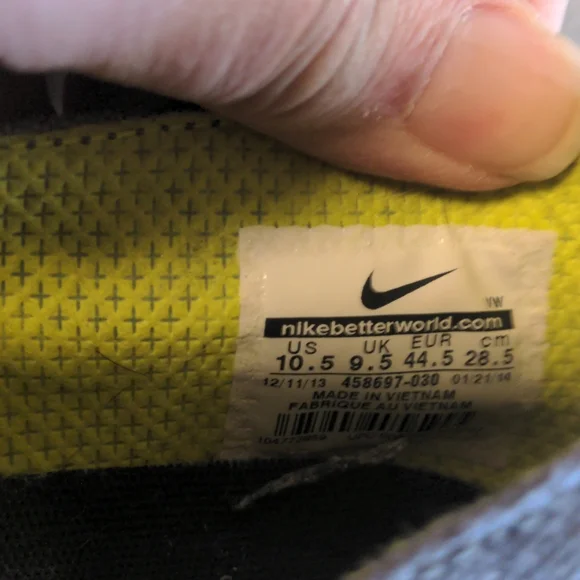 nikebetterworld.com
US UK EUR cm
10.5 9.5 44.5 28.5
12/11/13 458697-030 01/21/14
MADE IN VIETNAM
FABRIQUE AU VIETNAM